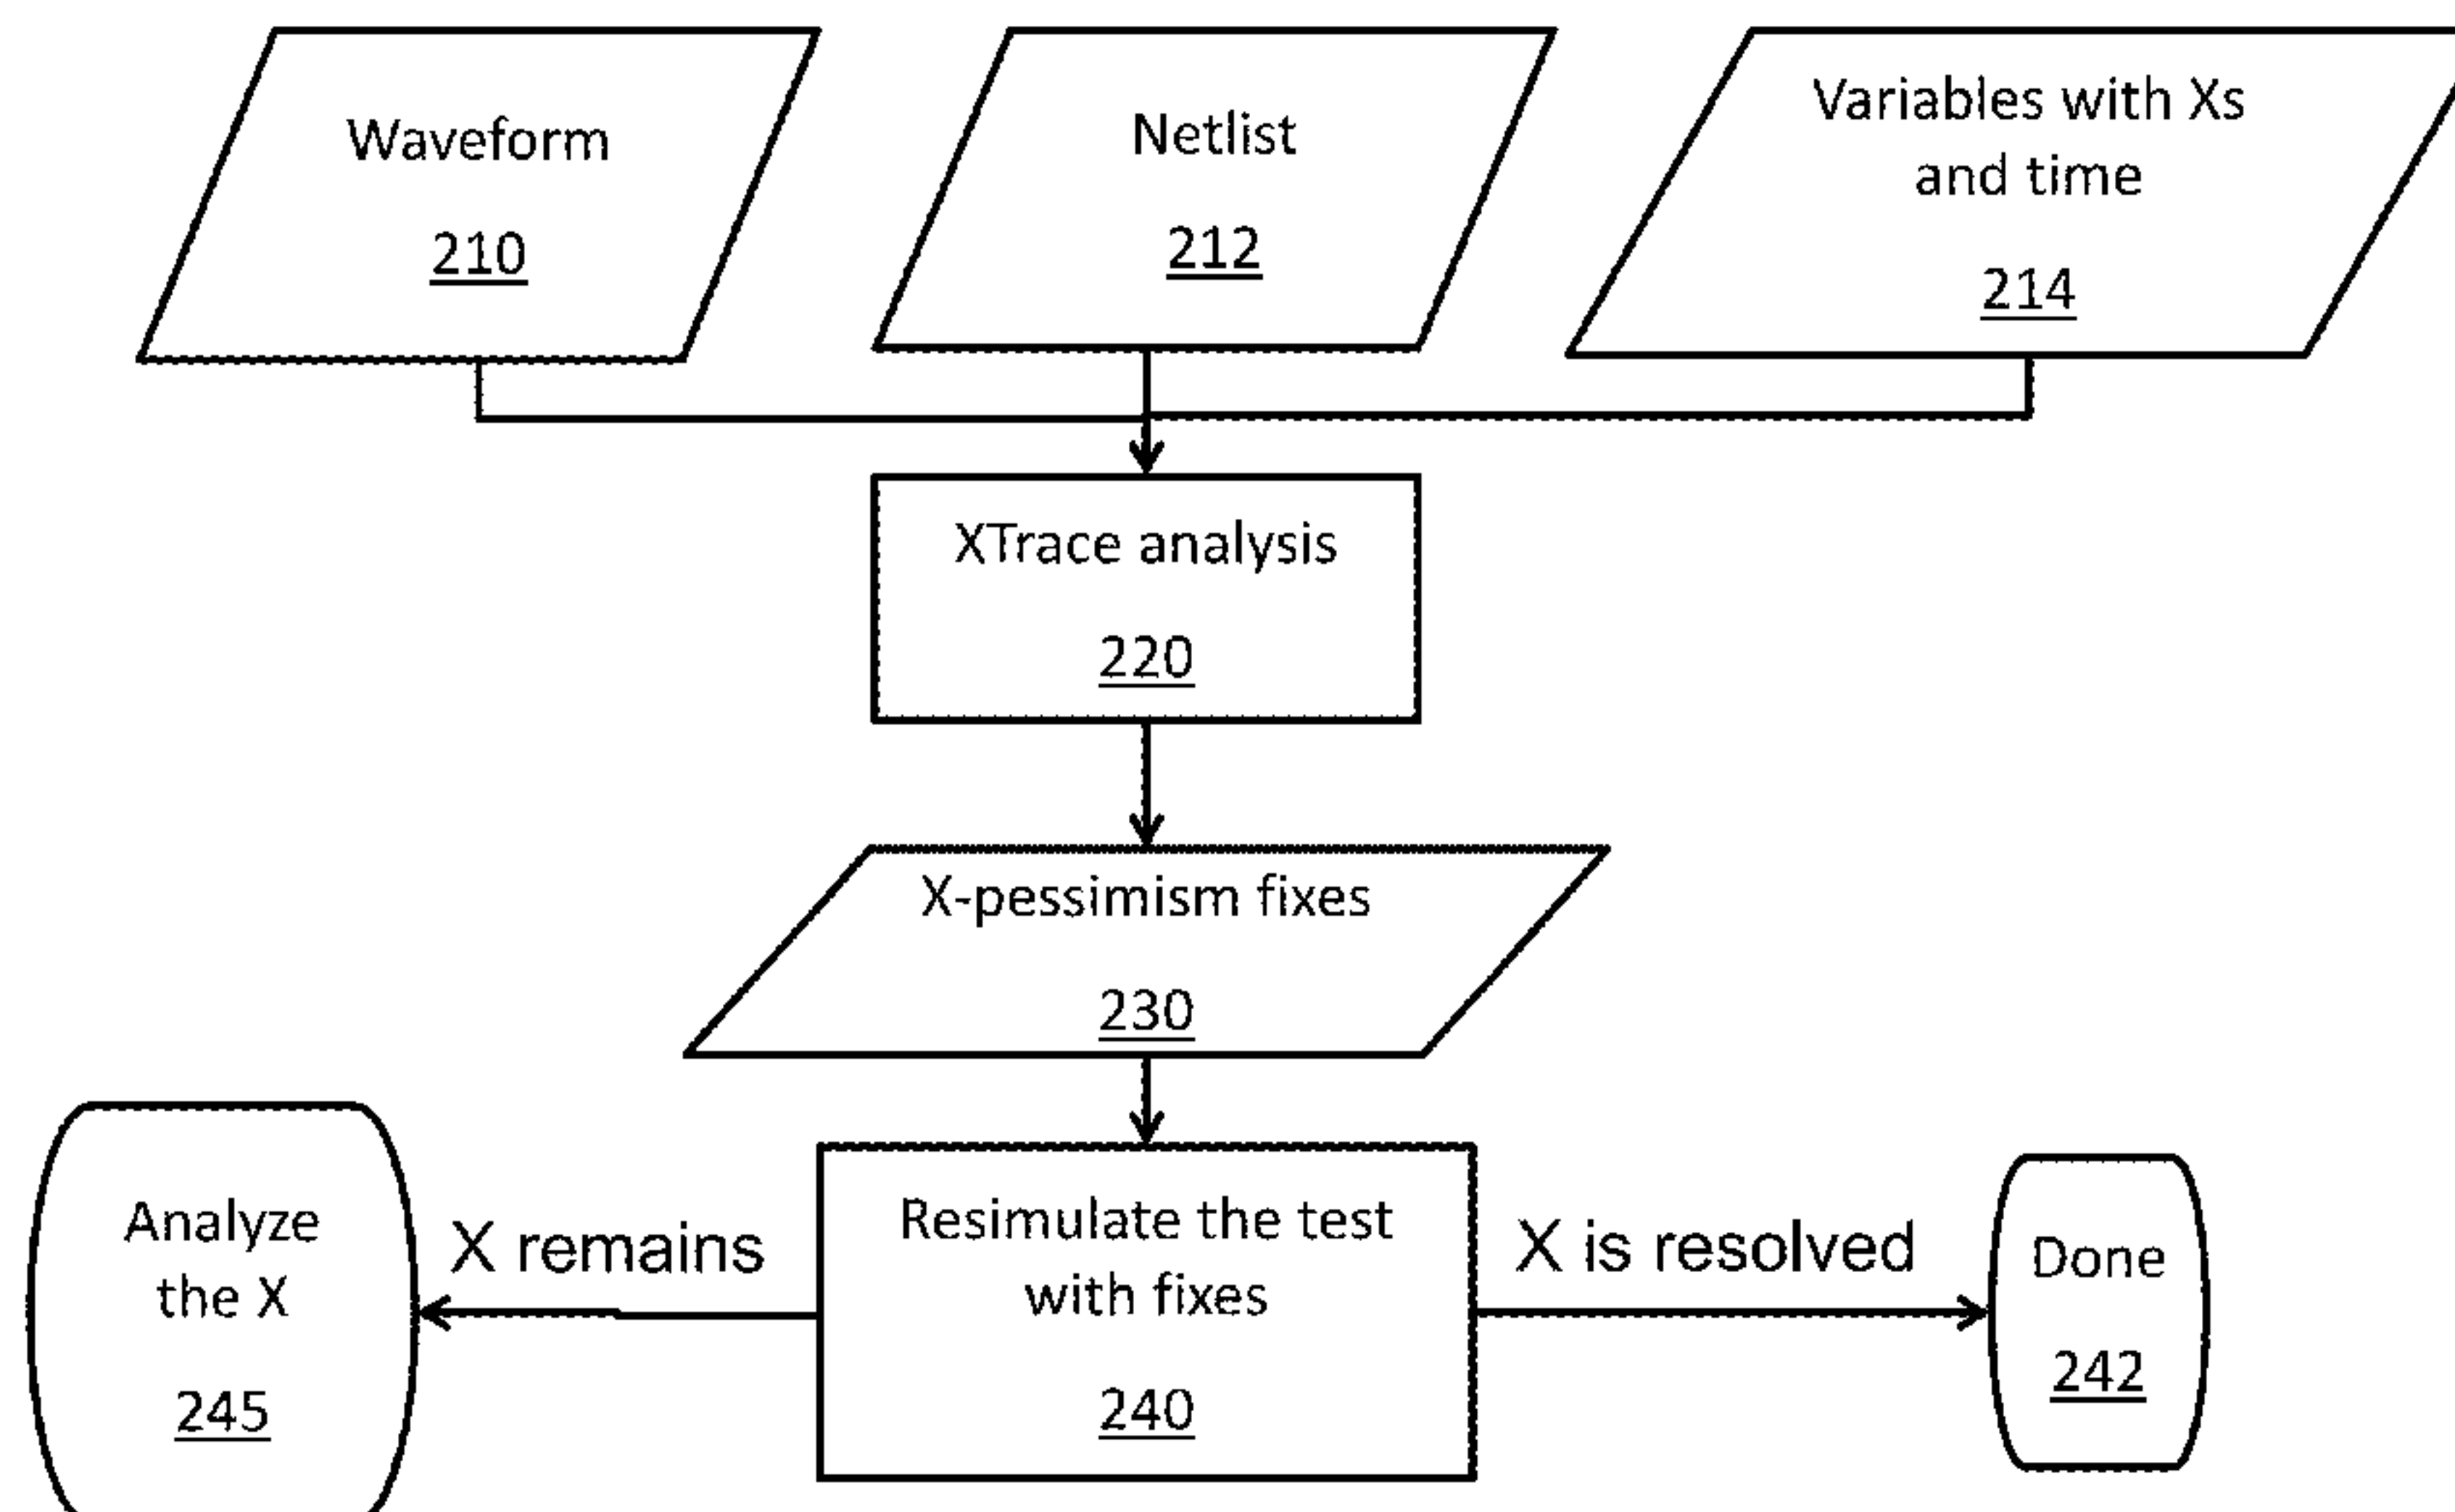 Waveform
210
Netlist
212
Variables with Xs
and time
214
XTrace analysis
220
X-pessimism fixes
230
Analyze
the X
245
X remains
Resimulate the test
with fixes
240
X is resolved
Done
242